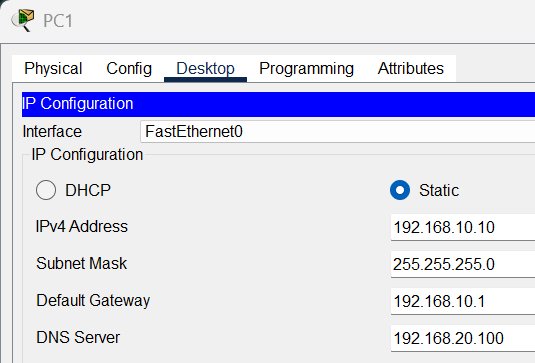 PC1
Physical Config Desktop Programming Attributes
IP Configuration
Interface FastEthernet0
IP Configuration
DHCP Static
IPv4 Address 192.168.10.10
Subnet Mask 255.255.255.0
Default Gateway 192.168.10.1
DNS Server 192.168.20.100